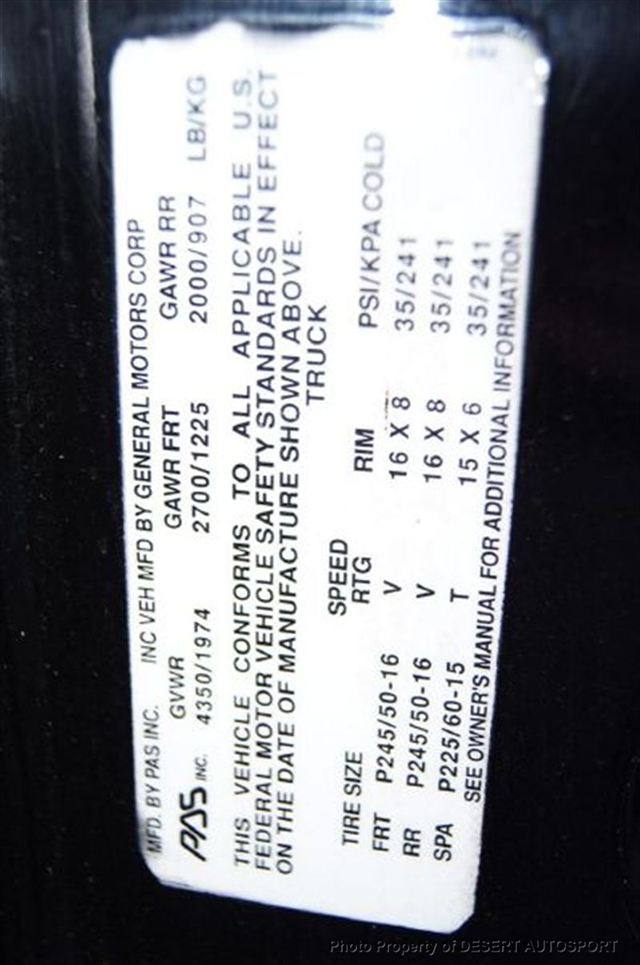 MFD. BY PAS INC. INC VEH MFD BY GENERAL MOTORS CORP
GVWR GAWR FRT GAWR RR
PAS INC. 4350/1974 2700/1225 2000/907 LB/KG
THIS VEHICLE CONFORMS TO ALL APPLICABLE U.S.
FEDERAL MOTOR VEHICLE SAFETY STANDARDS IN EFFECT
ON THE DATE OF MANUFACTURE SHOWN ABOVE.
TRUCK
SPEED
TIRE SIZE RTG RIM PSI/KPA COLD
FRT P245/50-16 V 16 X 8 35/241
RR P245/50-16 V 16 X 8 35/241
SPA P225/60-15 T 15 X 6 35/241
SEE OWNER'S MANUAL FOR ADDITIONAL INFORMATION
Photo Property of DESERT AUTOSPORT